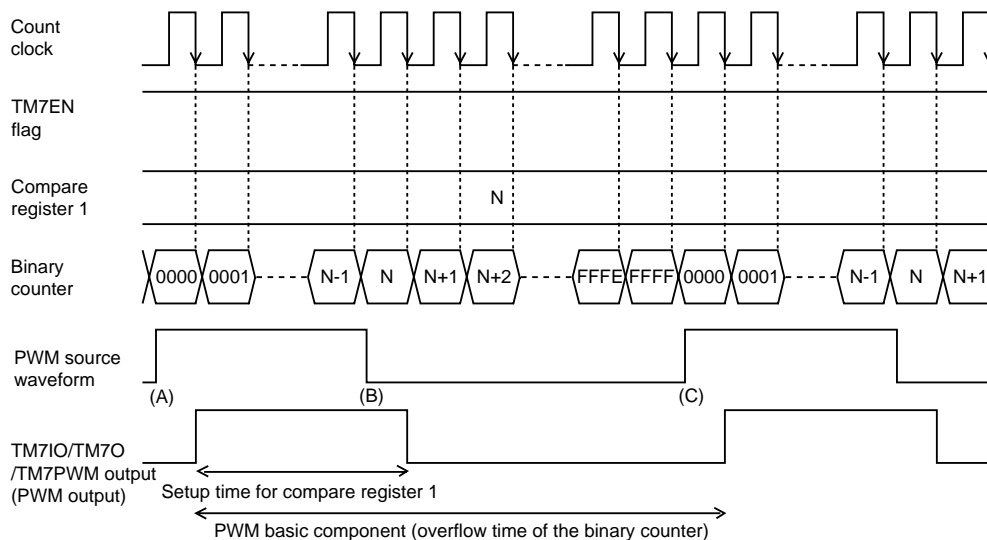 Count
clock
TM7EN
flag
Compare
register 1
N
Binary
counter
0000 0001 N-1 N N+1 N+2 FFFE FFFF 0000 0001 N-1 N N+1
PWM source
waveform
(A) (B) (C)
TM7IO/TM7O
/TM7PWM output
(PWM output)
Setup time for compare register 1
PWM basic component (overflow time of the binary counter)